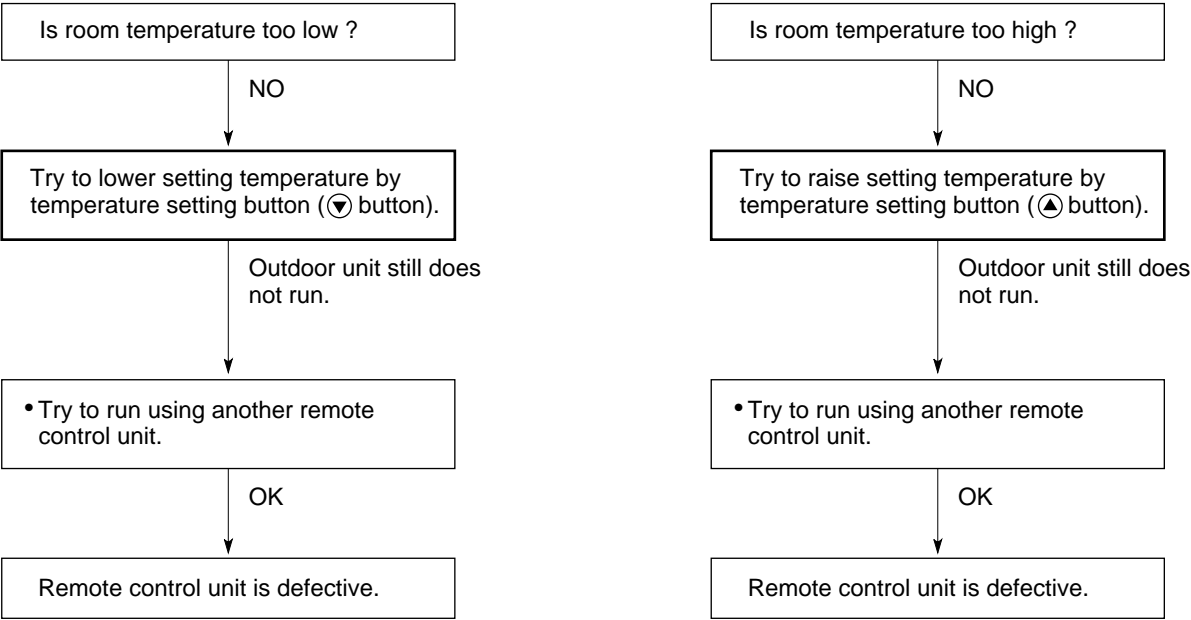 Is room temperature too low ?
NO
Try to lower setting temperature by
temperature setting button (▼ button).
Outdoor unit still does
not run.
•Try to run using another remote
control unit.
OK
Remote control unit is defective.
Is room temperature too high ?
NO
Try to raise setting temperature by
temperature setting button (▲ button).
Outdoor unit still does
not run.
•Try to run using another remote
control unit.
OK
Remote control unit is defective.